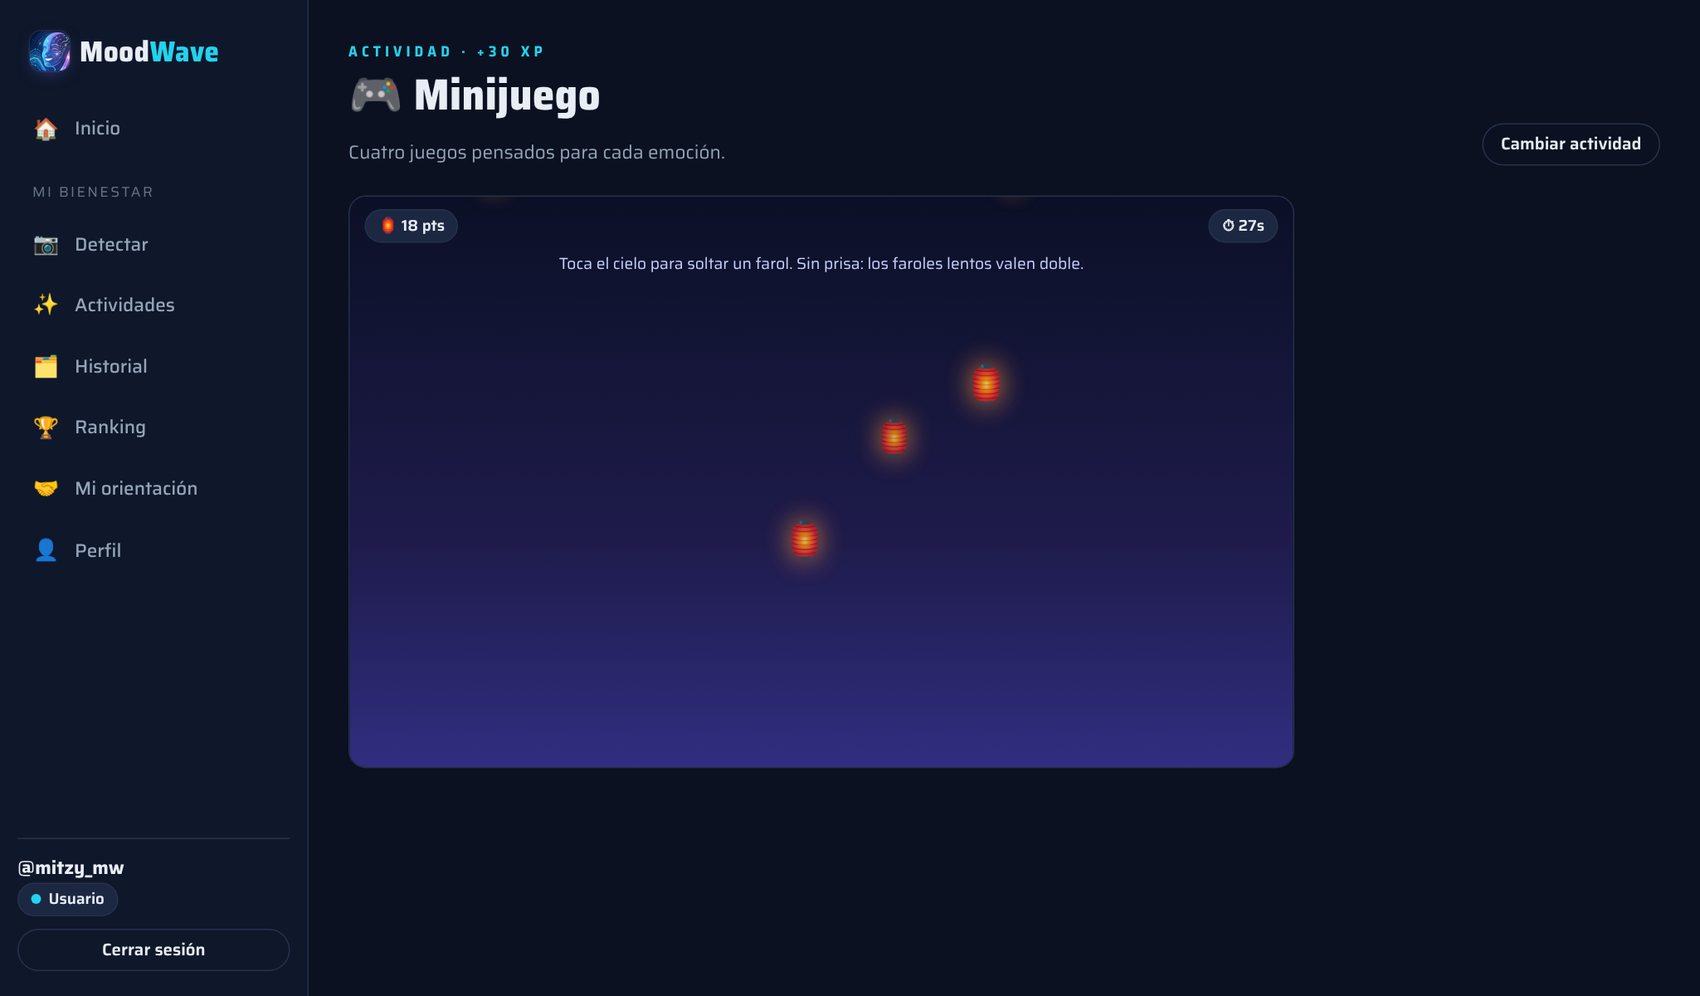 MoodWave
Inicio
MI BIENESTAR
Detectar
Actividades
Historial
Ranking
Mi orientación
Perfil
@mitzy_mw
Usuario
Cerrar sesión
ACTIVIDAD · +30 XP
Minijuego
Cuatro juegos pensados para cada emoción.
Cambiar actividad
18 pts
27s
Toca el cielo para soltar un farol. Sin prisa: los faroles lentos valen doble.